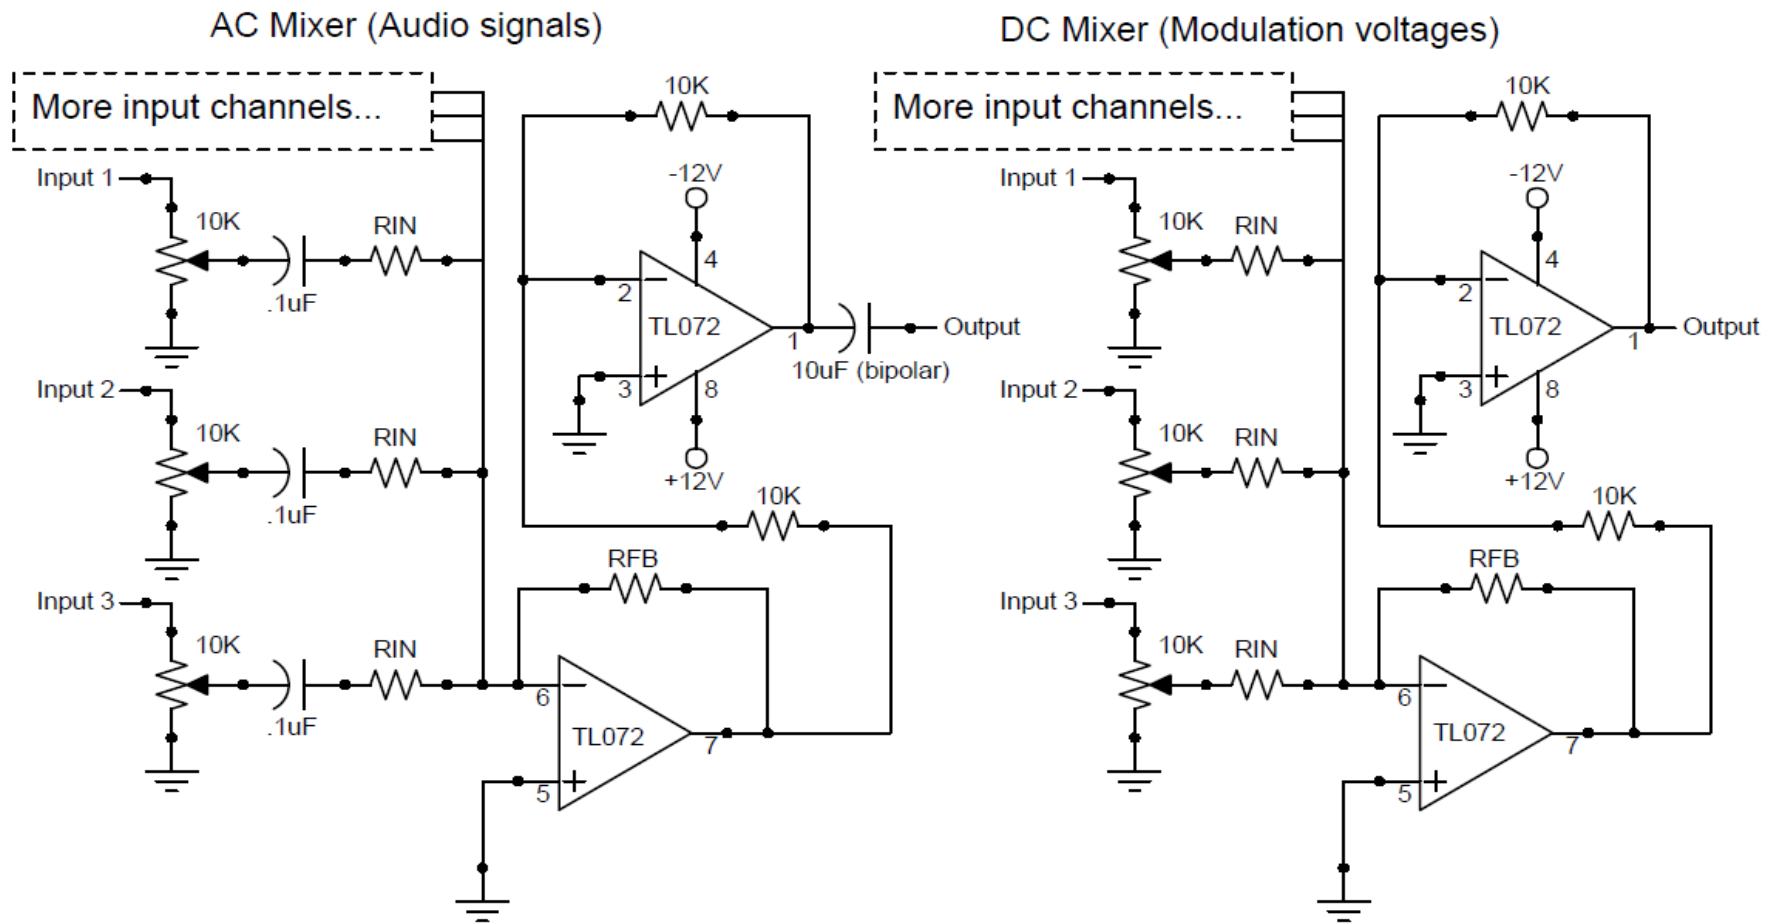 AC Mixer (Audio signals)
More input channels...
10K
-12V
Input 1
10K
RIN
.1uF
4
2
TL072
1
Output
3
8
10uF (bipolar)
+12V
Input 2
10K
RIN
.1uF
10K
RFB
Input 3
10K
RIN
.1uF
6
TL072
7
5
DC Mixer (Modulation voltages)
More input channels...
10K
-12V
Input 1
10K
RIN
4
2
TL072
1
Output
3
8
+12V
Input 2
10K
RIN
10K
RFB
Input 3
10K
RIN
6
TL072
7
5